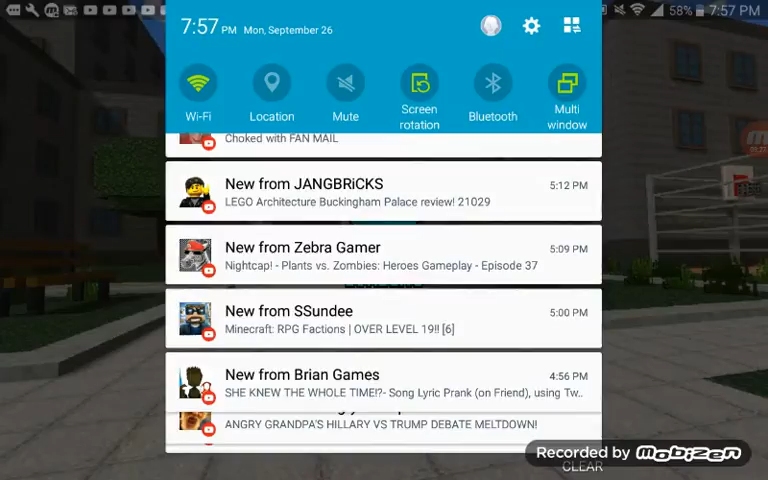 58% 7:57 PM
7:57 PM Mon, September 26
Wi-Fi
Location
Mute
Screen rotation
Bluetooth
Multi window
Choked with FAN MAIL
New from JANGBRiCKS 5:12 PM
LEGO Architecture Buckingham Palace review! 21029
New from Zebra Gamer 5:09 PM
Nightcap! - Plants vs. Zombies: Heroes Gameplay - Episode 37
New from SSundee 5:00 PM
Minecraft: RPG Factions | OVER LEVEL 19!! [6]
New from Brian Games 4:56 PM
SHE KNEW THE WHOLE TIME!?- Song Lyric Prank (on Friend), using Tw..
ANGRY GRANDPA'S HILLARY VS TRUMP DEBATE MELTDOWN!
Recorded by Mobizen
CLEAR